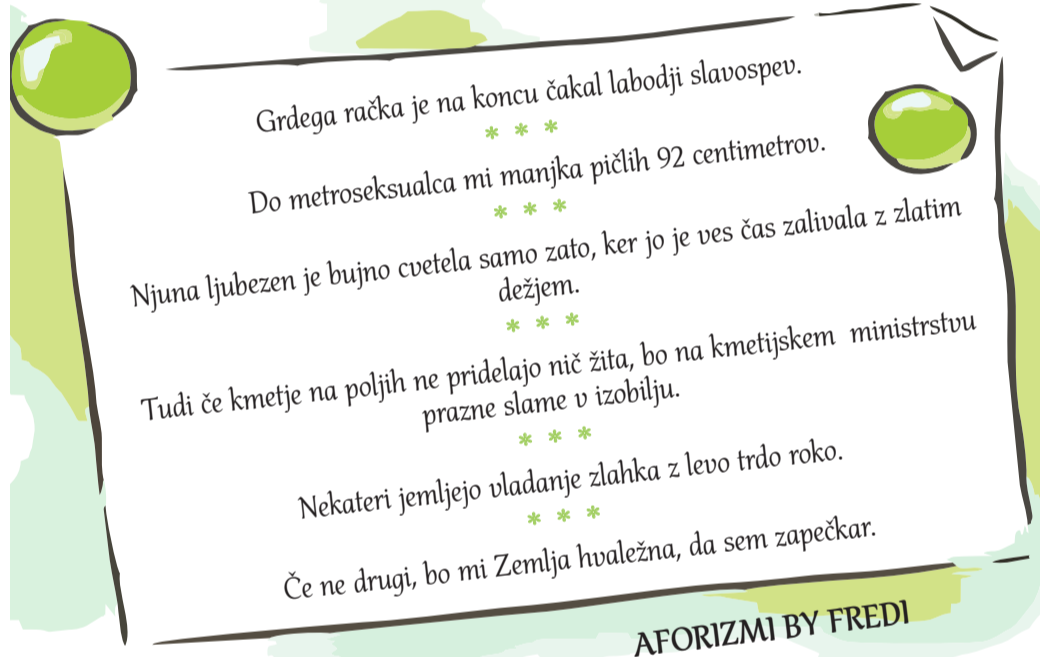 Grdega račka je na koncu čakal labodji slavospev.
* * *
Do metroseksualca mi manjka pičlih 92 centimetrov.
* * *
Njuna ljubezen je bujno cvetela samo zato, ker jo je ves čas zalivala z zlatim
dežjem.
* * *
Tudi če kmetje na poljih ne pridelajo nič žita, bo na kmetijskem ministrstvu
prazne slame v izobilju.
* * *
Nekateri jemljejo vladanje zlahka z levo trdo roko.
* * *
Če ne drugi, bo mi Zemlja hvaležna, da sem zapečkar.
AFORIZMI BY FREDI